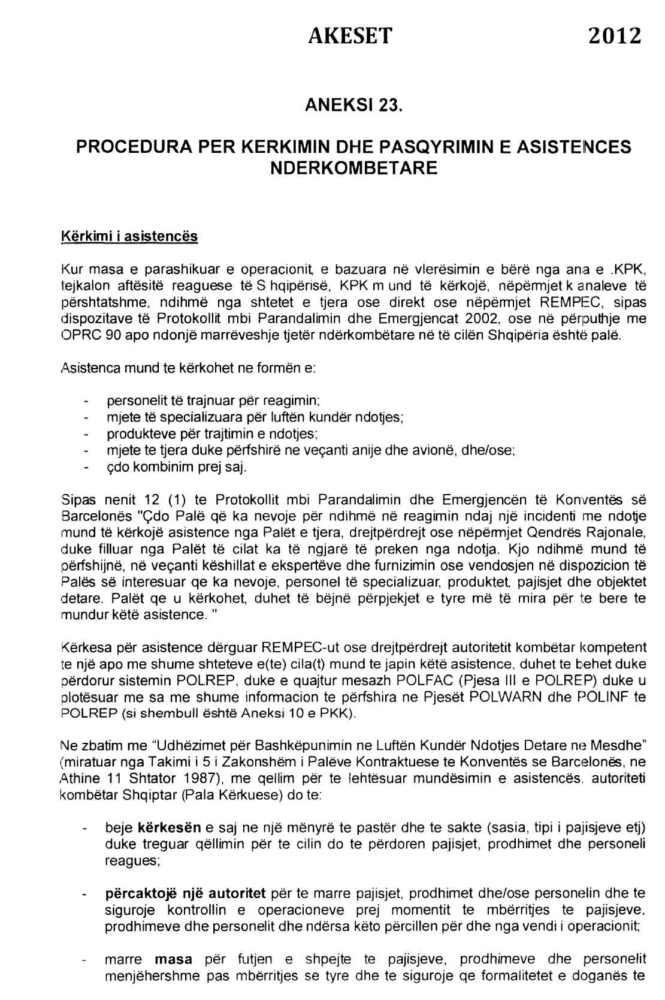 AKESET 2012
ANEKSI 23.
PROCEDURA PER KERKIMIN DHE PASQYRIMIN E ASISTENCES
NDERKOMBETARE
Kërkimi i asistencës
Kur masa e parashikuar e operacionit, e bazuara në vlerësimin e bërë nga ana e .KPK,
tejkalon aftësitë reaguese të S hqipërisë, KPK m und të kërkojë, nëpërmjet k analeve të
përshtatshme, ndihmë nga shtetet e tjera ose direkt ose nëpërmjet REMPEC, sipas
dispozitave të Protokollit mbi Parandalimin dhe Emergjencat 2002, ose në përputhje me
OPRC 90 apo ndonjë marrëveshje tjetër ndërkombëtare në të cilën Shqipëria është palë.
Asistenca mund te kërkohet ne formën e:
- personelit të trajnuar për reagimin;
- mjete të specializuara për luftën kundër ndotjes;
- produkteve për trajtimin e ndotjes;
- mjete te tjera duke përfshirë ne veçanti anije dhe avionë, dhe/ose;
- çdo kombinim prej saj.
Sipas nenit 12 (1) te Protokollit mbi Parandalimin dhe Emergjencën të Konventës së
Barcelonës "Çdo Palë që ka nevoje për ndihmë në reagimin ndaj një incidenti me ndotje
mund të kërkojë asistence nga Palët e tjera, drejtpërdrejt ose nëpërmjet Qendrës Rajonale,
duke filluar nga Palët të cilat ka të ngjarë të preken nga ndotja. Kjo ndihmë mund të
përfshijnë, në veçanti këshillat e ekspertëve dhe furnizimin ose vendosjen në dispozicion të
Palës së interesuar qe ka nevoje, personel të specializuar, produktet, pajisjet dhe objektet
detare. Palët qe u kërkohet, duhet të bëjnë përpjekjet e tyre më të mira për te bere te
mundur këtë asistence. "
Kërkesa për asistence dërguar REMPEC-ut ose drejtpërdrejt autoritetit kombëtar kompetent
te një apo me shume shteteve e(te) cila(t) mund te japin këtë asistence, duhet te behet duke
përdorur sistemin POLREP, duke e quajtur mesazh POLFAC (Pjesa III e POLREP) duke u
plotësuar me sa me shume informacion te përfshira ne Pjesët POLWARN dhe POLINF te
POLREP (si shembull është Aneksi 10 e PKK).
Ne zbatim me “Udhëzimet për Bashkëpunimin ne Luftën Kundër Ndotjes Detare ne Mesdhe”
(miratuar nga Takimi i 5 i Zakonshëm i Palëve Kontraktuese te Konventës se Barcelonës, ne
Athine 11 Shtator 1987), me qellim për te lehtësuar mundësimin e asistencës, autoriteti
kombëtar Shqiptar (Pala Kërkuese) do te:
- beje kërkesën e saj ne një mënyrë te pastër dhe te sakte (sasia, tipi i pajisjeve etj)
duke treguar qëllimin për te cilin do te përdoren pajisjet, prodhimet dhe personeli
reagues;
- përcaktojë një autoritet për te marre pajisjet, prodhimet dhe/ose personelin dhe te
siguroje kontrollin e operacioneve prej momentit te mbërritjes te pajisjeve,
prodhimeve dhe personelit dhe ndërsa këto përcillen për dhe nga vendi i operacionit;
- marre masa për futjen e shpejte te pajisjeve, prodhimeve dhe personelit
menjëhershme pas mbërritjes se tyre dhe te siguroje qe formalitetet e doganës te